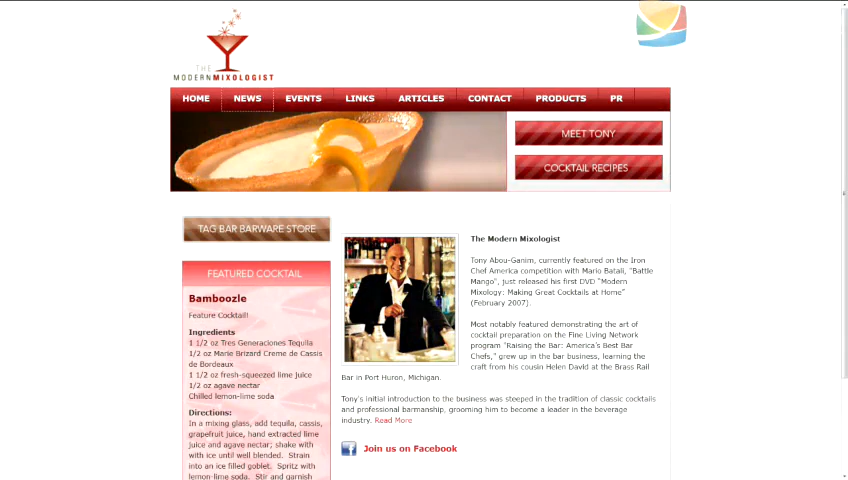 THE
MODERNMIXOLOGIST
HOME NEWS EVENTS LINKS ARTICLES CONTACT PRODUCTS PR
MEET TONY
COCKTAIL RECIPES
TAG BAR BARWARE STORE
FEATURED COCKTAIL
Bamboozle
Feature Cocktail!
Ingredients
1 1/2 oz Tres Generaciones Tequila
1/2 oz Marie Brizard Creme de Cassis
de Bordeaux
1 1/2 oz fresh-squeezed lime juice
1/2 oz agave nectar
Chilled lemon-lime soda
Directions:
In a mixing glass, add tequila, cassis,
grapefruit juice, hand extracted lime
juice and agave nectar; shake with
with ice until well blended. Strain
into an ice filled goblet. Spritz with
lemon-lime soda. Stir and garnish
The Modern Mixologist
Tony Abou-Ganim, currently featured on the Iron
Chef America competition with Mario Batali, "Battle
Mango", just released his first DVD "Modern
Mixology: Making Great Cocktails at Home"
(February 2007).
Most notably featured demonstrating the art of
cocktail preparation on the Fine Living Network
program "Raising the Bar: America's Best Bar
Chefs," grew up in the bar business, learning the
craft from his cousin Helen David at the Brass Rail
Bar in Port Huron, Michigan.
Tony's initial introduction to the business was steeped in the tradition of classic cocktails
and professional barmanship, grooming him to become a leader in the beverage
industry. Read More
Join us on Facebook